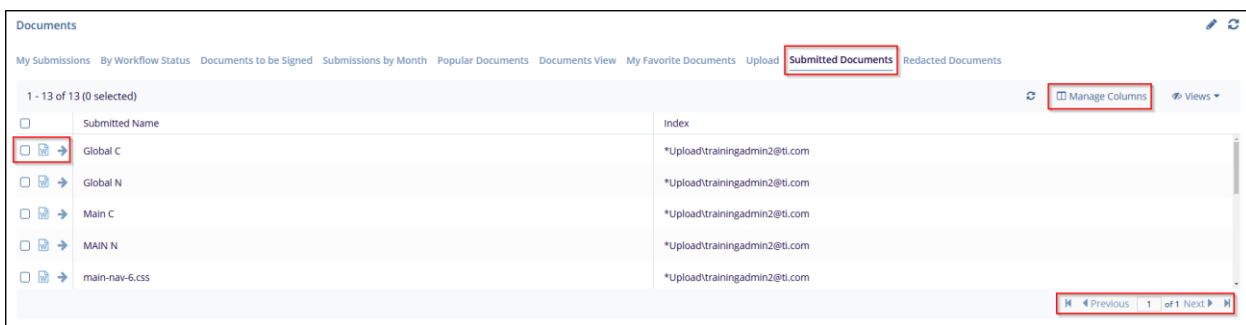 Documents
My Submissions By Workflow Status Documents to be Signed Submissions by Month Popular Documents Documents View My Favorite Documents Upload Submitted Documents Redacted Documents
1 - 13 of 13 (0 selected) Manage Columns Views
Submitted Name Index
Global C *Upload\trainingadmin2@ti.com
Global N *Upload\trainingadmin2@ti.com
Main C *Upload\trainingadmin2@ti.com
MAIN N *Upload\trainingadmin2@ti.com
main-nav-6.css *Upload\trainingadmin2@ti.com
Previous 1 of 1 Next